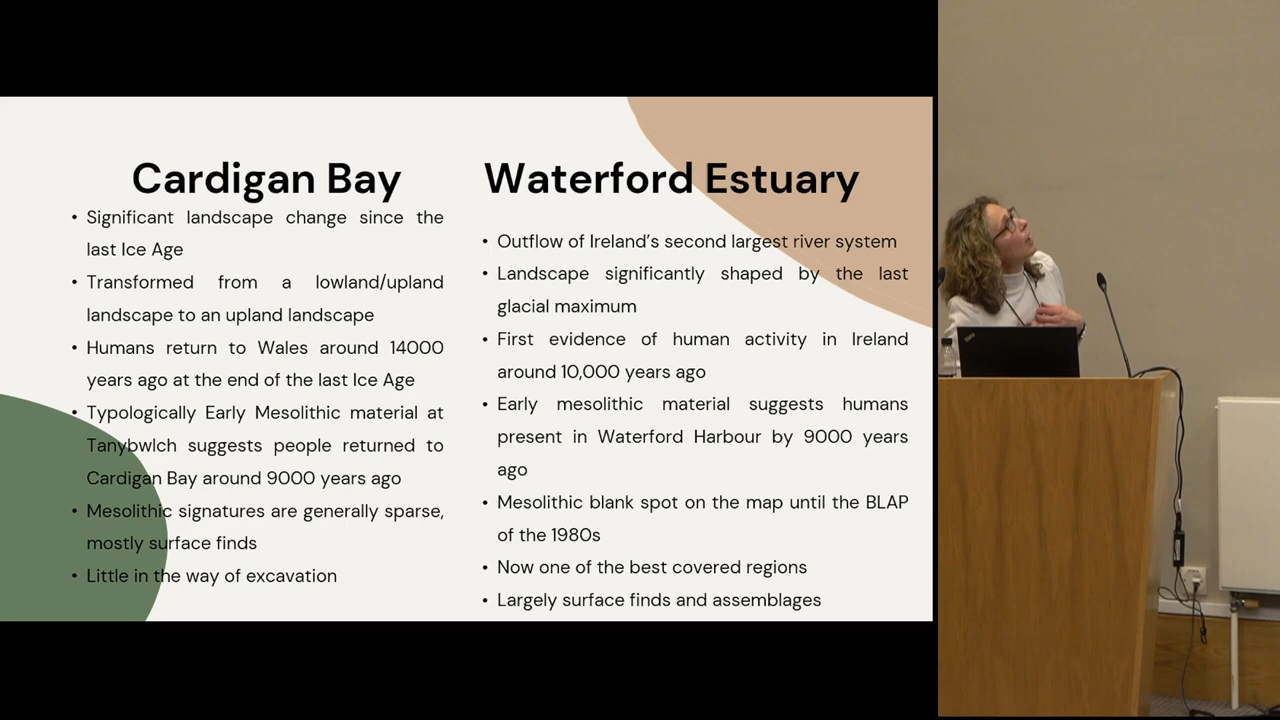 Cardigan Bay
• Significant landscape change since the
last Ice Age
• Transformed from a lowland/upland
landscape to an upland landscape
• Humans return to Wales around 14000
years ago at the end of the last Ice Age
• Typologically Early Mesolithic material at
Tanybwlch suggests people returned to
Cardigan Bay around 9000 years ago
• Mesolithic signatures are generally sparse,
mostly surface finds
• Little in the way of excavation
Waterford Estuary
• Outflow of Ireland's second largest river system
• Landscape significantly shaped by the last
glacial maximum
• First evidence of human activity in Ireland
around 10,000 years ago
• Early mesolithic material suggests humans
present in Waterford Harbour by 9000 years
ago
• Mesolithic blank spot on the map until the BLAP
of the 1980s
• Now one of the best covered regions
• Largely surface finds and assemblages